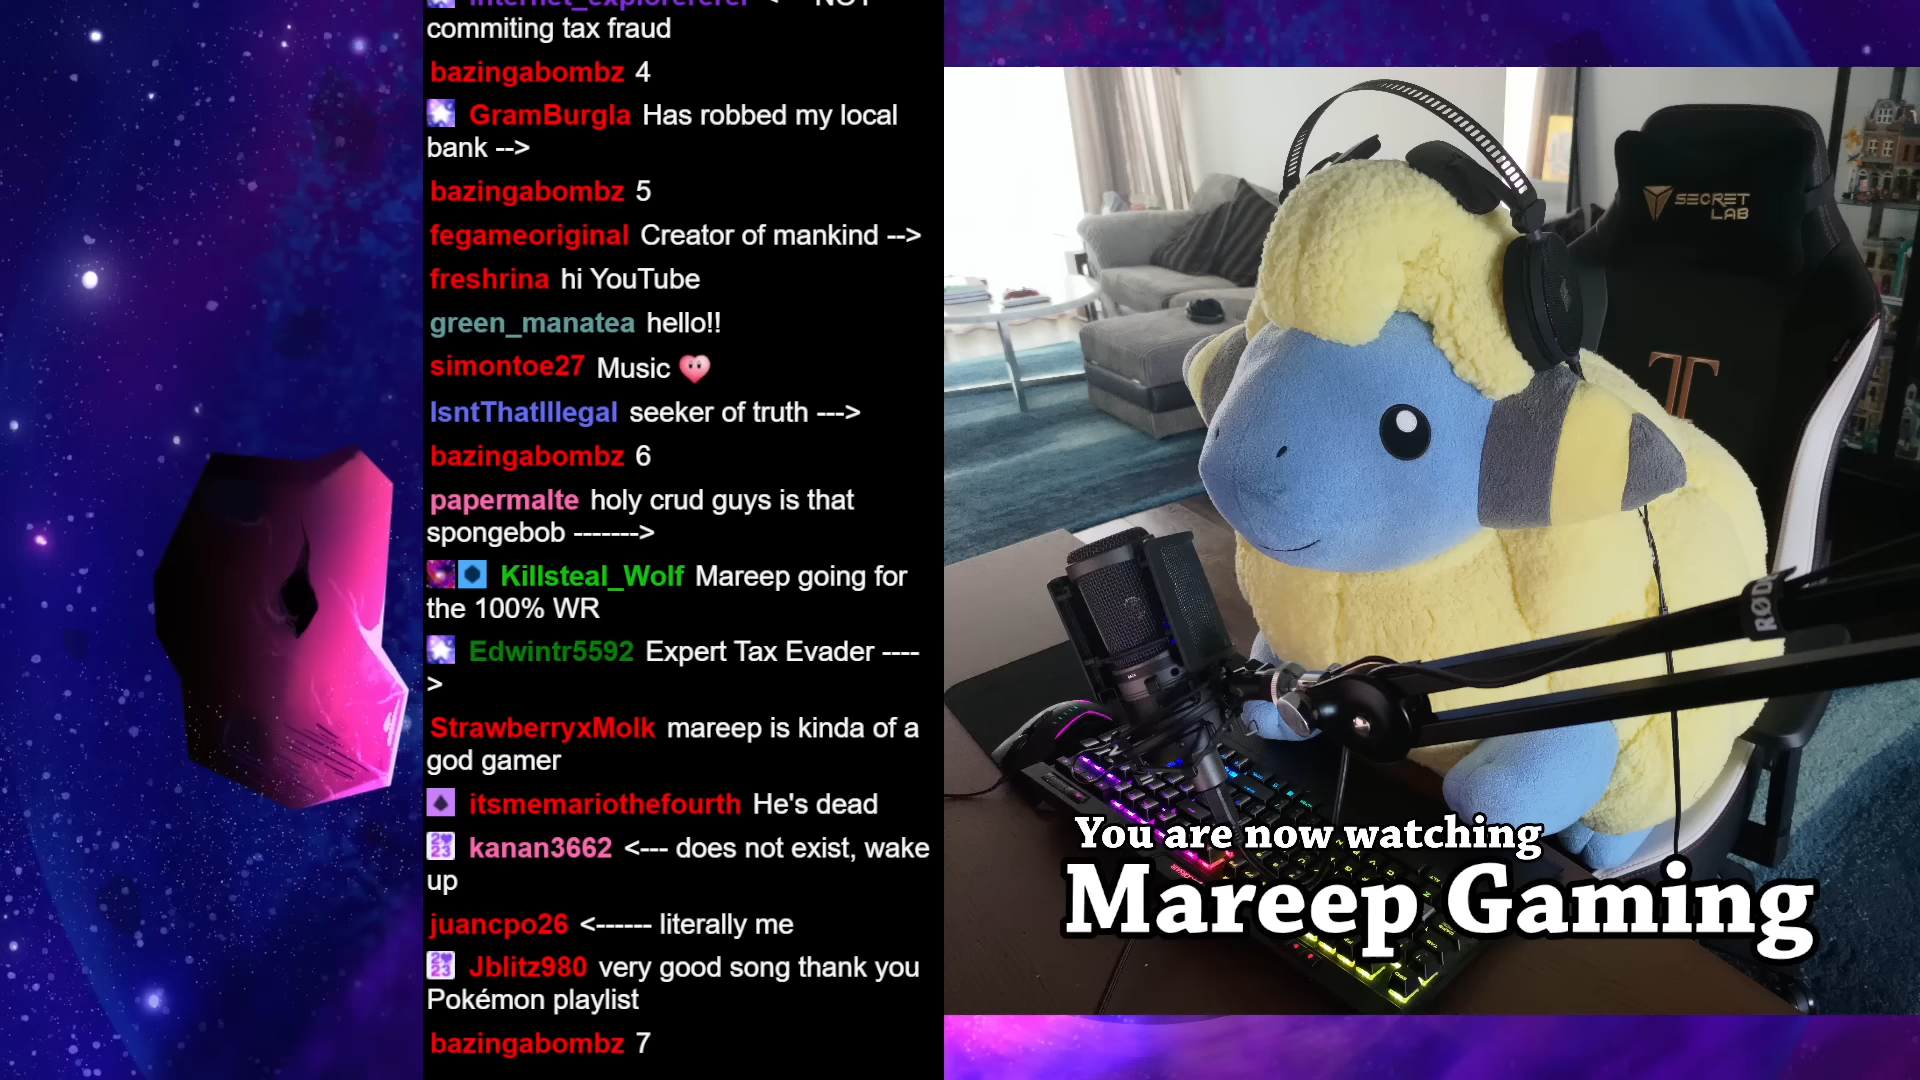 internet_explorererer <--- NOT
commiting tax fraud
bazingabombz 4
GramBurgla Has robbed my local
bank -->
bazingabombz 5
fegameoriginal Creator of mankind -->
freshrina hi YouTube
green_manatea hello!!
simontoe27 Music
IsntThatIllegal seeker of truth --->
bazingabombz 6
papermalte holy crud guys is that
spongebob ------->
Killsteal_Wolf Mareep going for
the 100% WR
Edwintr5592 Expert Tax Evader ----
>
StrawberryxMolk mareep is kinda of a
god gamer
itsmemariothefourth He's dead
kanan3662 <--- does not exist, wake
up
juancpo26 <------ literally me
Jblitz980 very good song thank you
Pokémon playlist
bazingabombz 7
SECRET
LAB
RØDE
You are now watching
Mareep Gaming